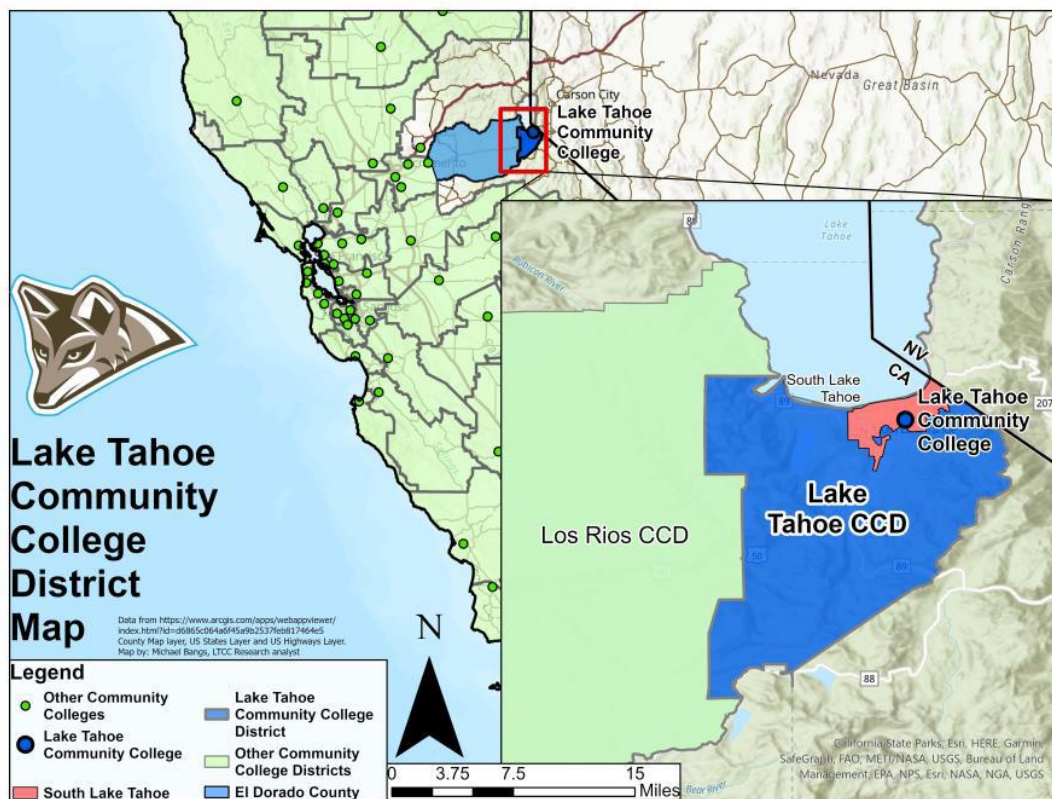 Nevada
Great Basin
Carson City
Lake Tahoe
Community
College
80
Lake
Tahoe
Carson Rang
Rubicon River
NV
CA
South Lake
Tahoe
89
207
Lake Tahoe
Community
College
Lake
Tahoe CCD
Los Rios CCD
50
89
88
Lake Tahoe
Community
College
District
Map
Data from https://www.arcgis.com/apps/webappviewer/
index.html?id=d6865c064a6f45a9b2537feb817464e5
County Map layer, US States Layer and US Highways Layer.
Map by: Michael Bangs, LTCC Research analyst
N
Legend
Other Community
Colleges
Lake Tahoe
Community College
South Lake Tahoe
Lake Tahoe
Community College
District
Other Community
College Districts
El Dorado County
0 3.75 7.5 15
Miles
Bear River
California State Parks, Esri, HERE, Garmin,
SafeGraph, FAO, METI/NASA, USGS, Bureau of Land
Management, EPA, NPS, Esri, NASA, NGA, USGS